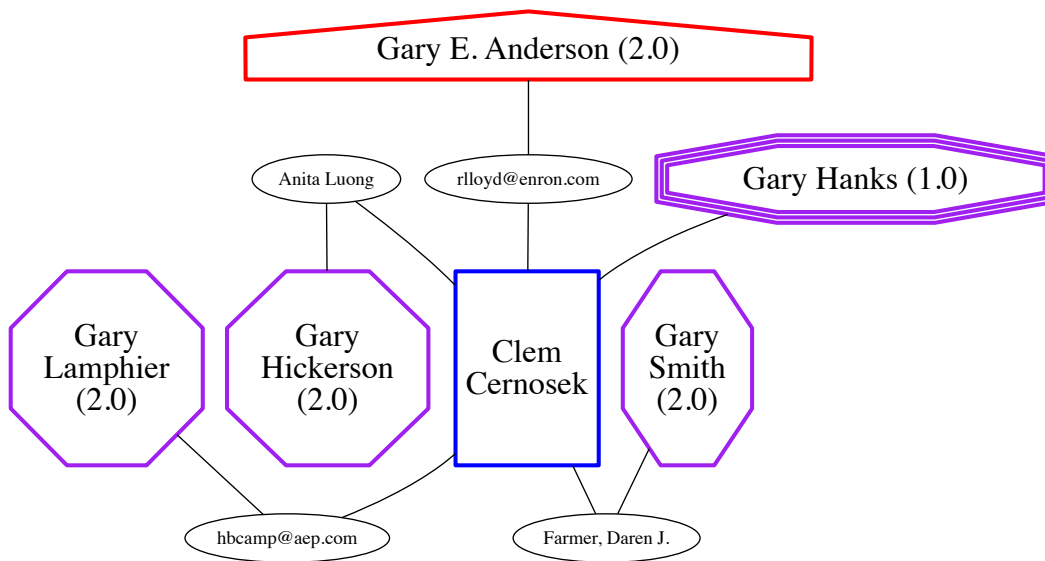 Gary E. Anderson (2.0)
Anita Luong
rlloyd@enron.com
Gary Hanks (1.0)
Gary
Lamphier
(2.0)
Gary
Hickerson
(2.0)
Clem
Cernosek
Gary
Smith
(2.0)
hbcamp@aep.com
Farmer, Daren J.